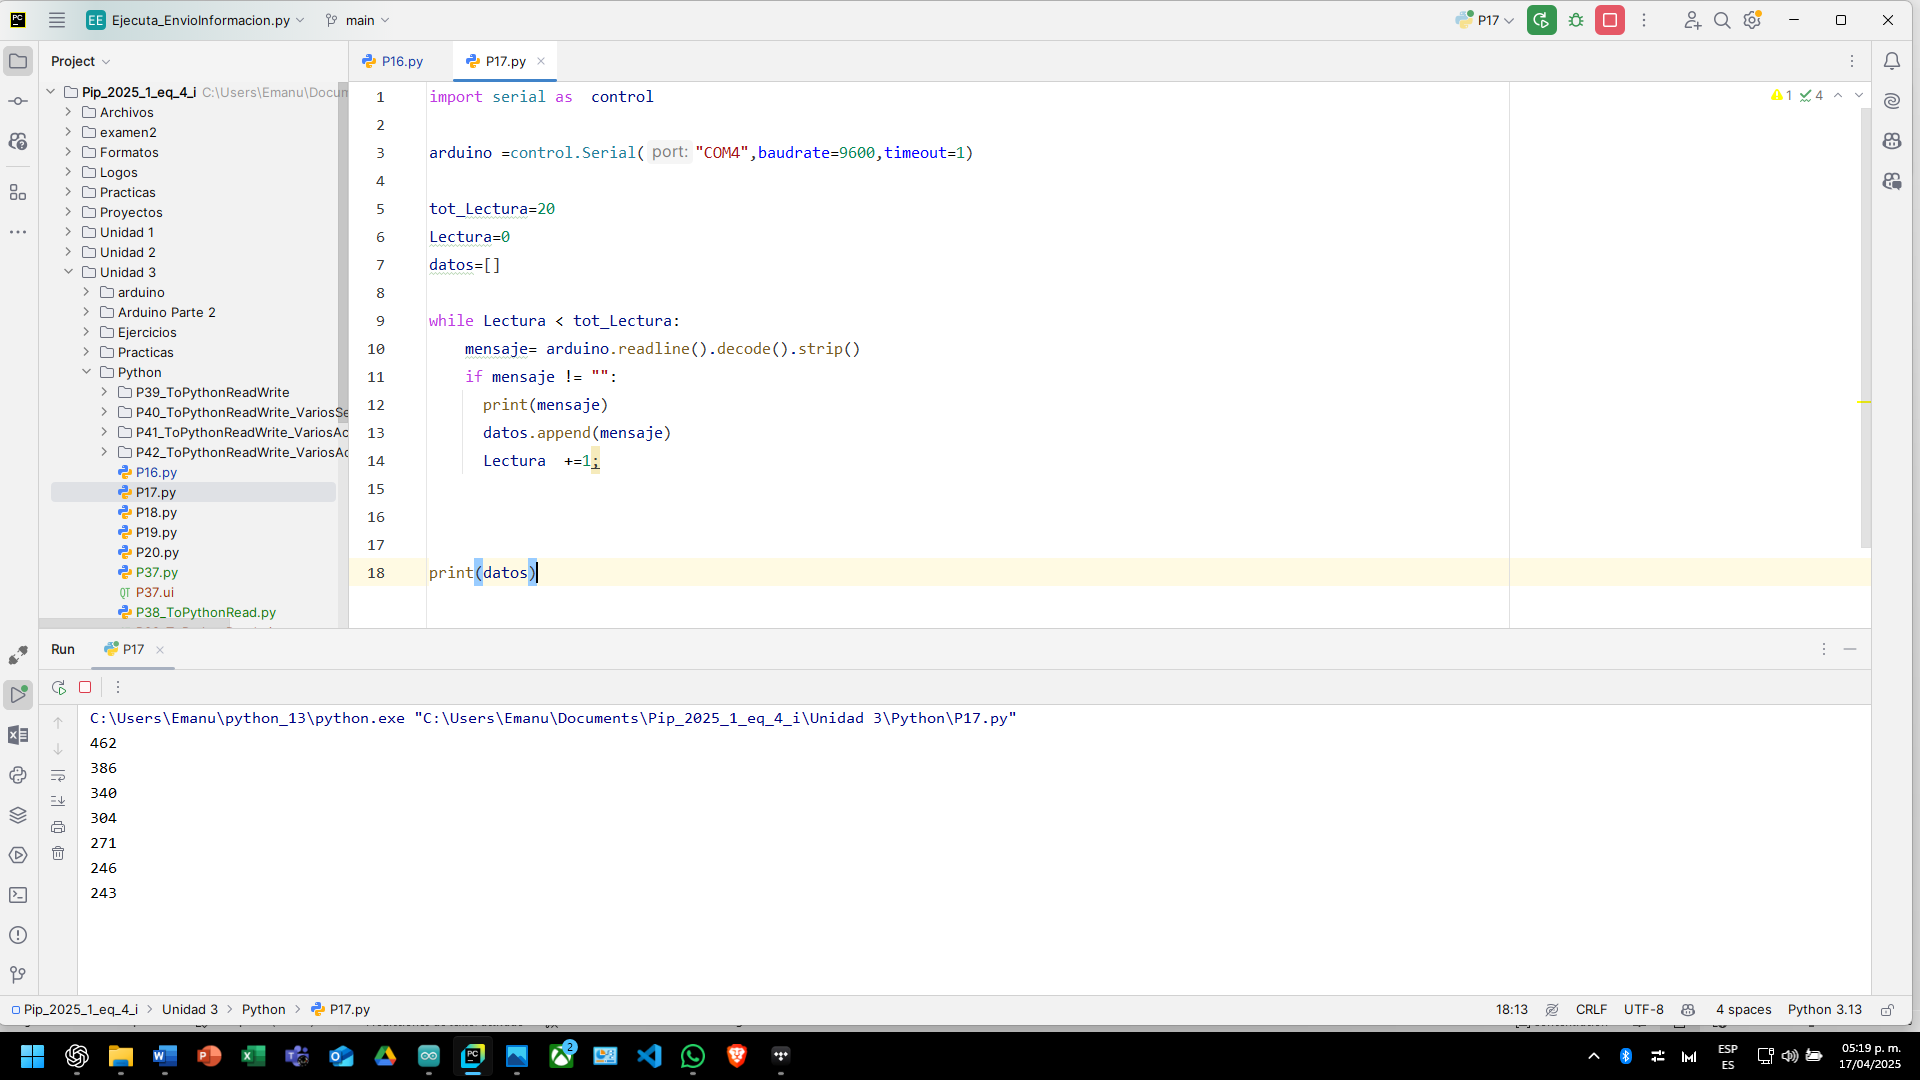 PC
EE Ejecuta_EnvioInformacion.py
main
P17
Project
P16.py
P17.py
Pip_2025_1_eq_4_i C:\Users\Emanu\Docum
Archivos
examen2
Formatos
Logos
Practicas
Proyectos
Unidad 1
Unidad 2
Unidad 3
arduino
Arduino Parte 2
Ejercicios
Practicas
Python
P39_ToPythonReadWrite
P40_ToPythonReadWrite_VariosSe
P41_ToPythonReadWrite_VariosAc
P42_ToPythonReadWrite_VariosAc
P16.py
P17.py
P18.py
P19.py
P20.py
P37.py
QT P37.ui
P38_ToPythonRead.py
1 import serial as  control
1 4
2
3 arduino =control.Serial( port: "COM4",baudrate=9600,timeout=1)
4
5 tot_Lectura=20
6 Lectura=0
7 datos=[]
8
9 while Lectura < tot_Lectura:
10     mensaje= arduino.readline().decode().strip()
11     if mensaje != "":
12       print(mensaje)
13       datos.append(mensaje)
14       Lectura  +=1;
15
16
17
18 print(datos)
Run
P17
C:\Users\Emanu\python_13\python.exe "C:\Users\Emanu\Documents\Pip_2025_1_eq_4_i\Unidad 3\Python\P17.py"
462
386
340
304
271
246
243
Pip_2025_1_eq_4_i > Unidad 3 > Python > P17.py
18:13
CRLF
UTF-8
4 spaces
Python 3.13
2
ESP
ES
05:19 p. m.
17/04/2025